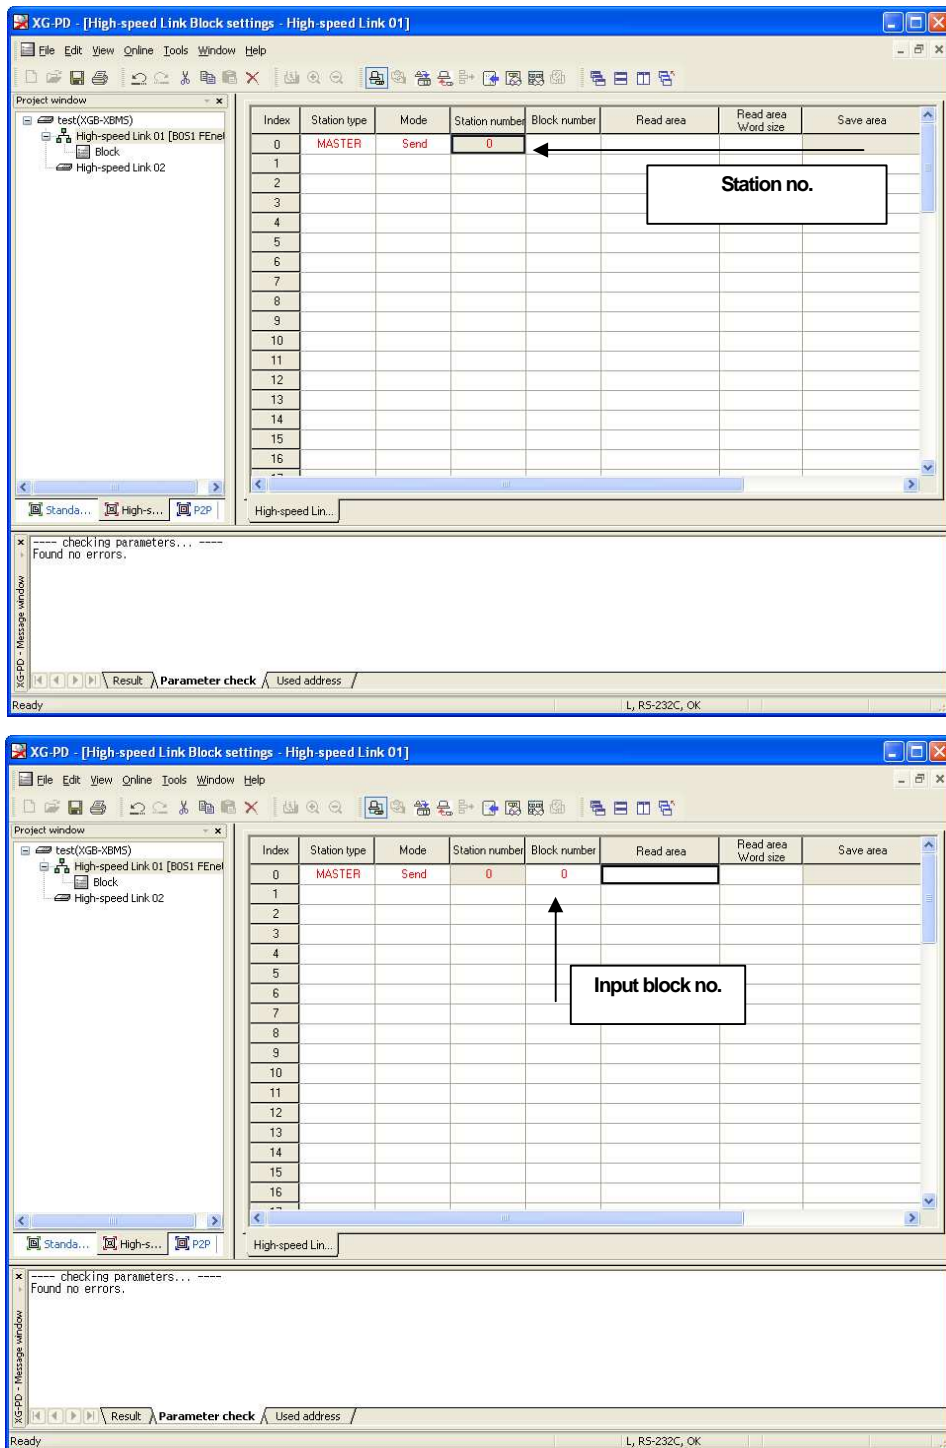 XG-PD - [High-speed Link Block settings - High-speed Link 01]
File Edit View Online Tools Window Help
Project window
test(XGB-XBMS)
High-speed Link 01 [B0S1 FEnet
Block
High-speed Link 02
Standa... High-s... P2P
Index Station type Mode Station number Block number Read area Read area Word size Save area
0 MASTER Send 0
1
2
3
4
5
6
7
8
9
10
11
12
13
14
15
16
Station no.
High-speed Lin...
---- checking parameters... ----
Found no errors.
XG-PD - Message window
Result Parameter check Used address
Ready L, RS-232C, OK
XG-PD - [High-speed Link Block settings - High-speed Link 01]
File Edit View Online Tools Window Help
Project window
test(XGB-XBMS)
High-speed Link 01 [B0S1 FEnet
Block
High-speed Link 02
Standa... High-s... P2P
Index Station type Mode Station number Block number Read area Read area Word size Save area
0 MASTER Send 0 0
1
2
3
4
5
6
7
8
9
10
11
12
13
14
15
16
Input block no.
High-speed Lin...
---- checking parameters... ----
Found no errors.
XG-PD - Message window
Result Parameter check Used address
Ready L, RS-232C, OK